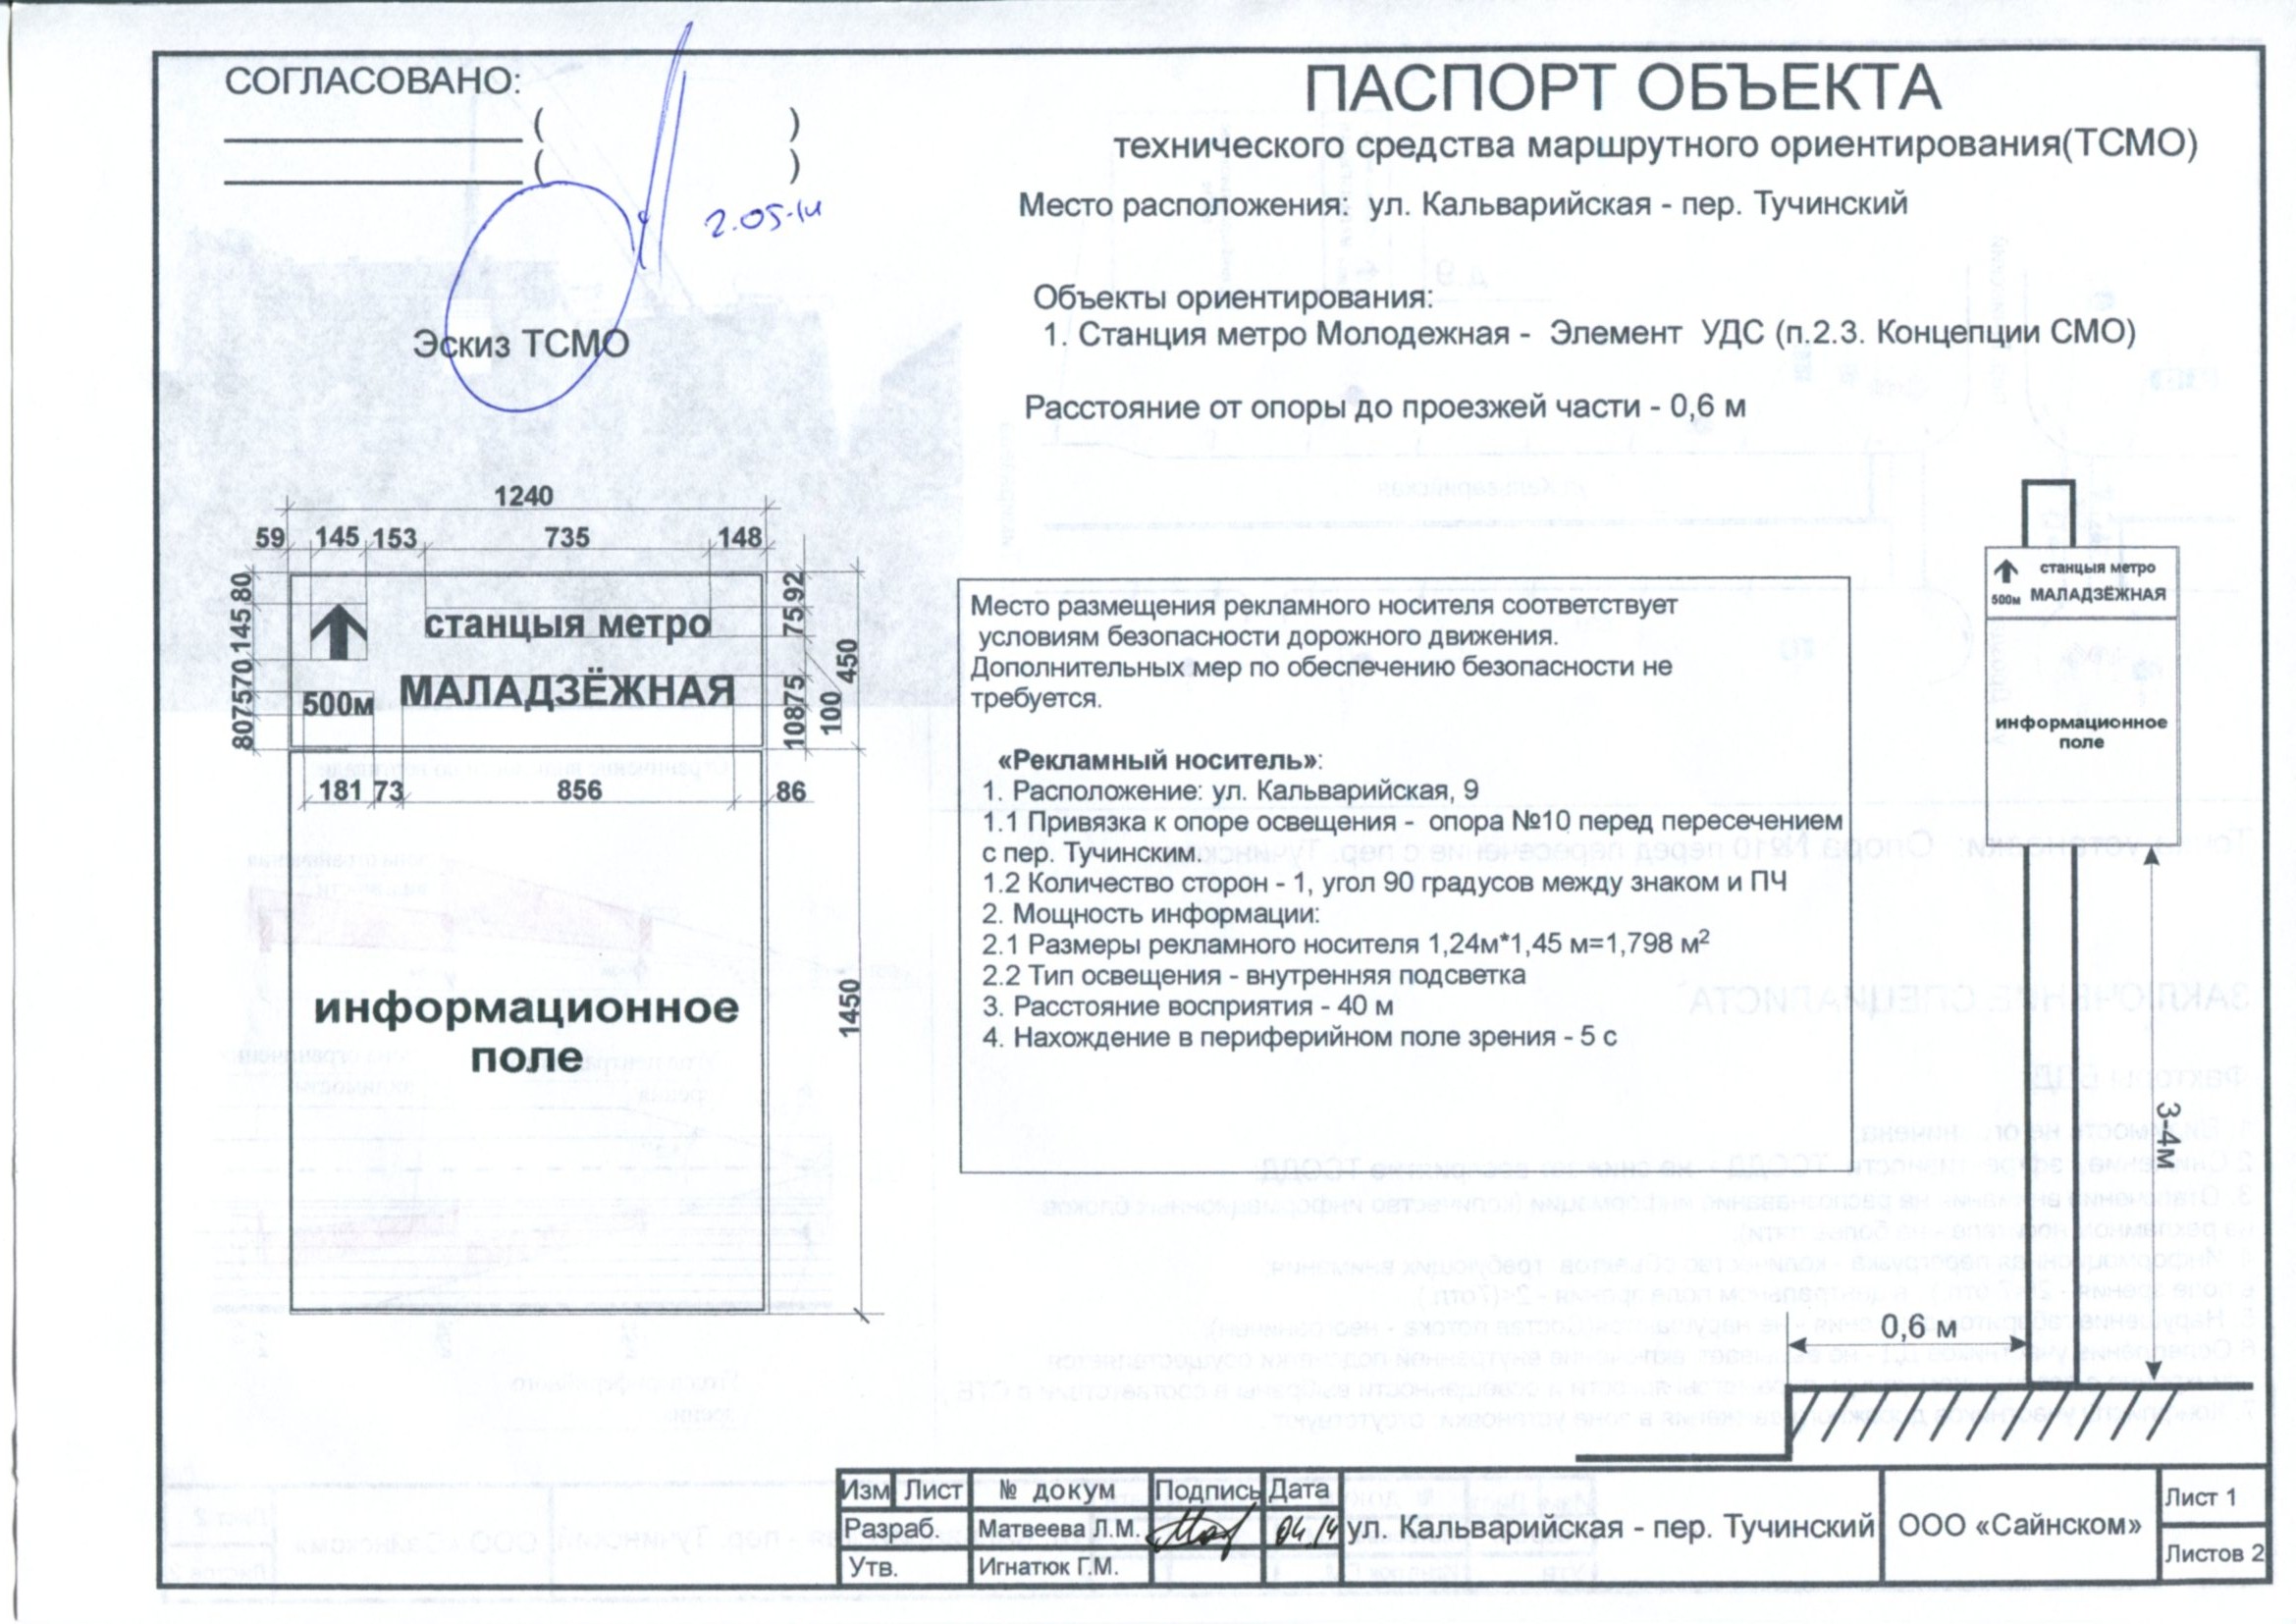 СОГЛАСОВАНО:
( )
( )
2.05.14
ПАСПОРТ ОБЪЕКТА
технического средства маршрутного ориентирования(ТСМО)
Место расположения: ул. Кальварийская - пер. Тучинский
Объекты ориентирования:
1. Станция метро Молодежная - Элемент УДС (п.2.3. Концепции СМО)
Расстояние от опоры до проезжей части - 0,6 м
Эскиз ТСМО
1240
59 145 153 735 148
80 145 70 75 80
92 75 100 75 108
450
1450
станцыя метро
МАЛАДЗЁЖНАЯ
500м
181 73 856 86
информационное
поле
Место размещения рекламного носителя соответствует
условиям безопасности дорожного движения.
Дополнительных мер по обеспечению безопасности не
требуется.
«Рекламный носитель»:
1. Расположение: ул. Кальварийская, 9
1.1 Привязка к опоре освещения - опора №10 перед пересечением
с пер. Тучинским.
1.2 Количество сторон - 1, угол 90 градусов между знаком и ПЧ
2. Мощность информации:
2.1 Размеры рекламного носителя 1,24м*1,45 м=1,798 м²
2.2 Тип освещения - внутренняя подсветка
3. Расстояние восприятия - 40 м
4. Нахождение в периферийном поле зрения - 5 с
станцыя метро
500м МАЛАДЗЁЖНАЯ
информационное
поле
3-4м
0,6 м
Изм Лист № докум Подпись Дата
Разраб. Матвеева Л.М. 04.14
Утв. Игнатюк Г.М.
ул. Кальварийская - пер. Тучинский
ООО «Сайнском»
Лист 1
Листов 2